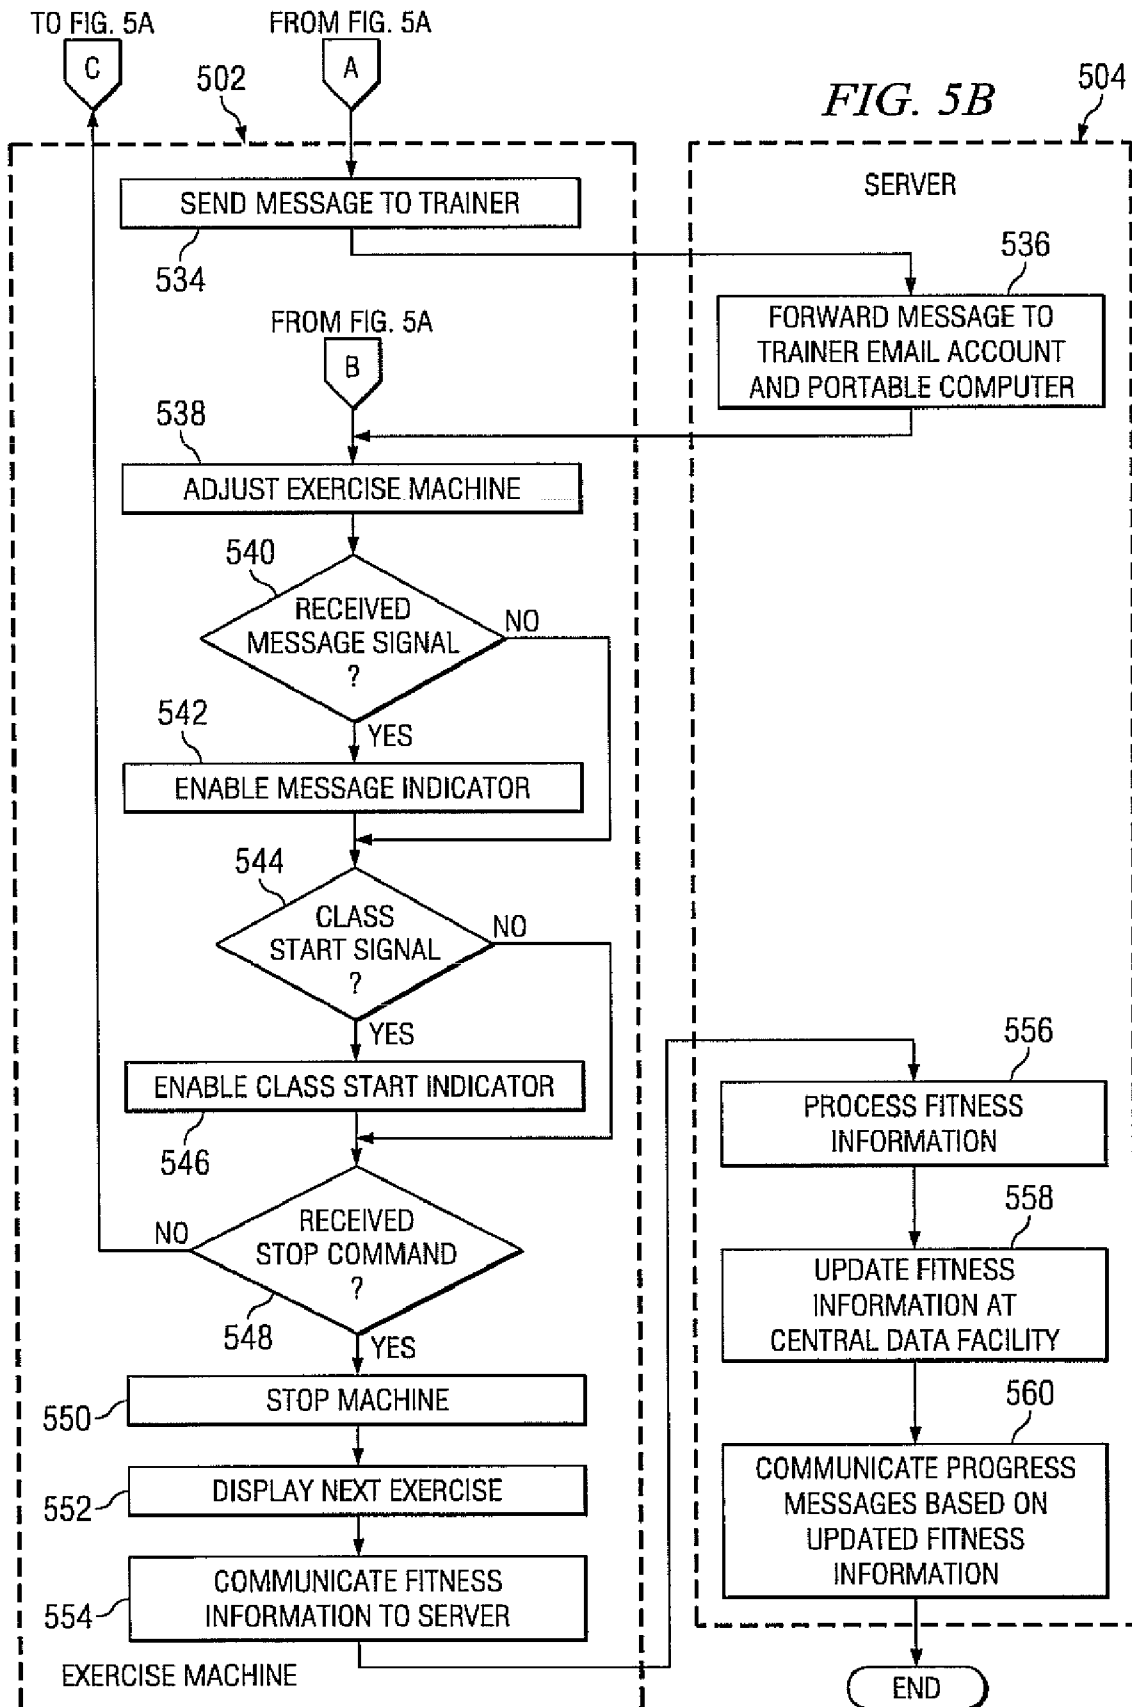 TO FIG. 5A
FROM FIG. 5A
C
A
502
FIG. 5B
504
SERVER
SEND MESSAGE TO TRAINER
534
536
FORWARD MESSAGE TO
TRAINER EMAIL ACCOUNT
AND PORTABLE COMPUTER
FROM FIG. 5A
B
538
ADJUST EXERCISE MACHINE
540
RECEIVED
MESSAGE SIGNAL
?
NO
YES
542
ENABLE MESSAGE INDICATOR
544
CLASS
START SIGNAL
?
NO
YES
ENABLE CLASS START INDICATOR
546
RECEIVED
STOP COMMAND
?
NO
548
YES
550
STOP MACHINE
552
DISPLAY NEXT EXERCISE
554
COMMUNICATE FITNESS
INFORMATION TO SERVER
EXERCISE MACHINE
556
PROCESS FITNESS
INFORMATION
558
UPDATE FITNESS
INFORMATION AT
CENTRAL DATA FACILITY
560
COMMUNICATE PROGRESS
MESSAGES BASED ON
UPDATED FITNESS
INFORMATION
END